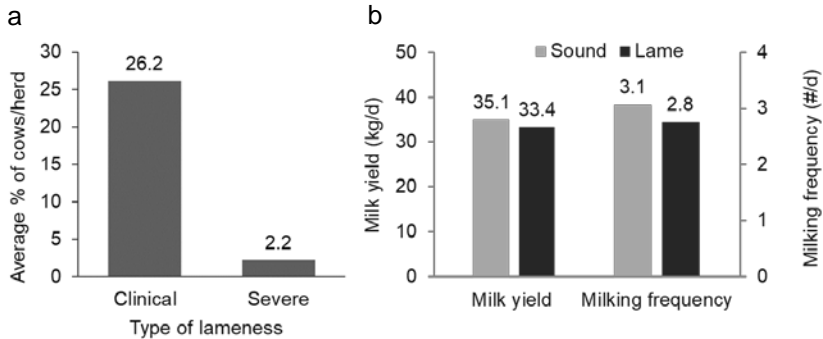 a
Average % of cows/herd
30
25
20
15
10
5
0
26.2
2.2
Clinical Severe
Type of lameness
b
Milk yield (kg/d)
50
40
30
20
10
0
Sound Lame
35.1 33.4
3.1
2.8
Milk yield Milking frequency
4
3
2
1
0
Milking frequency (#/d)